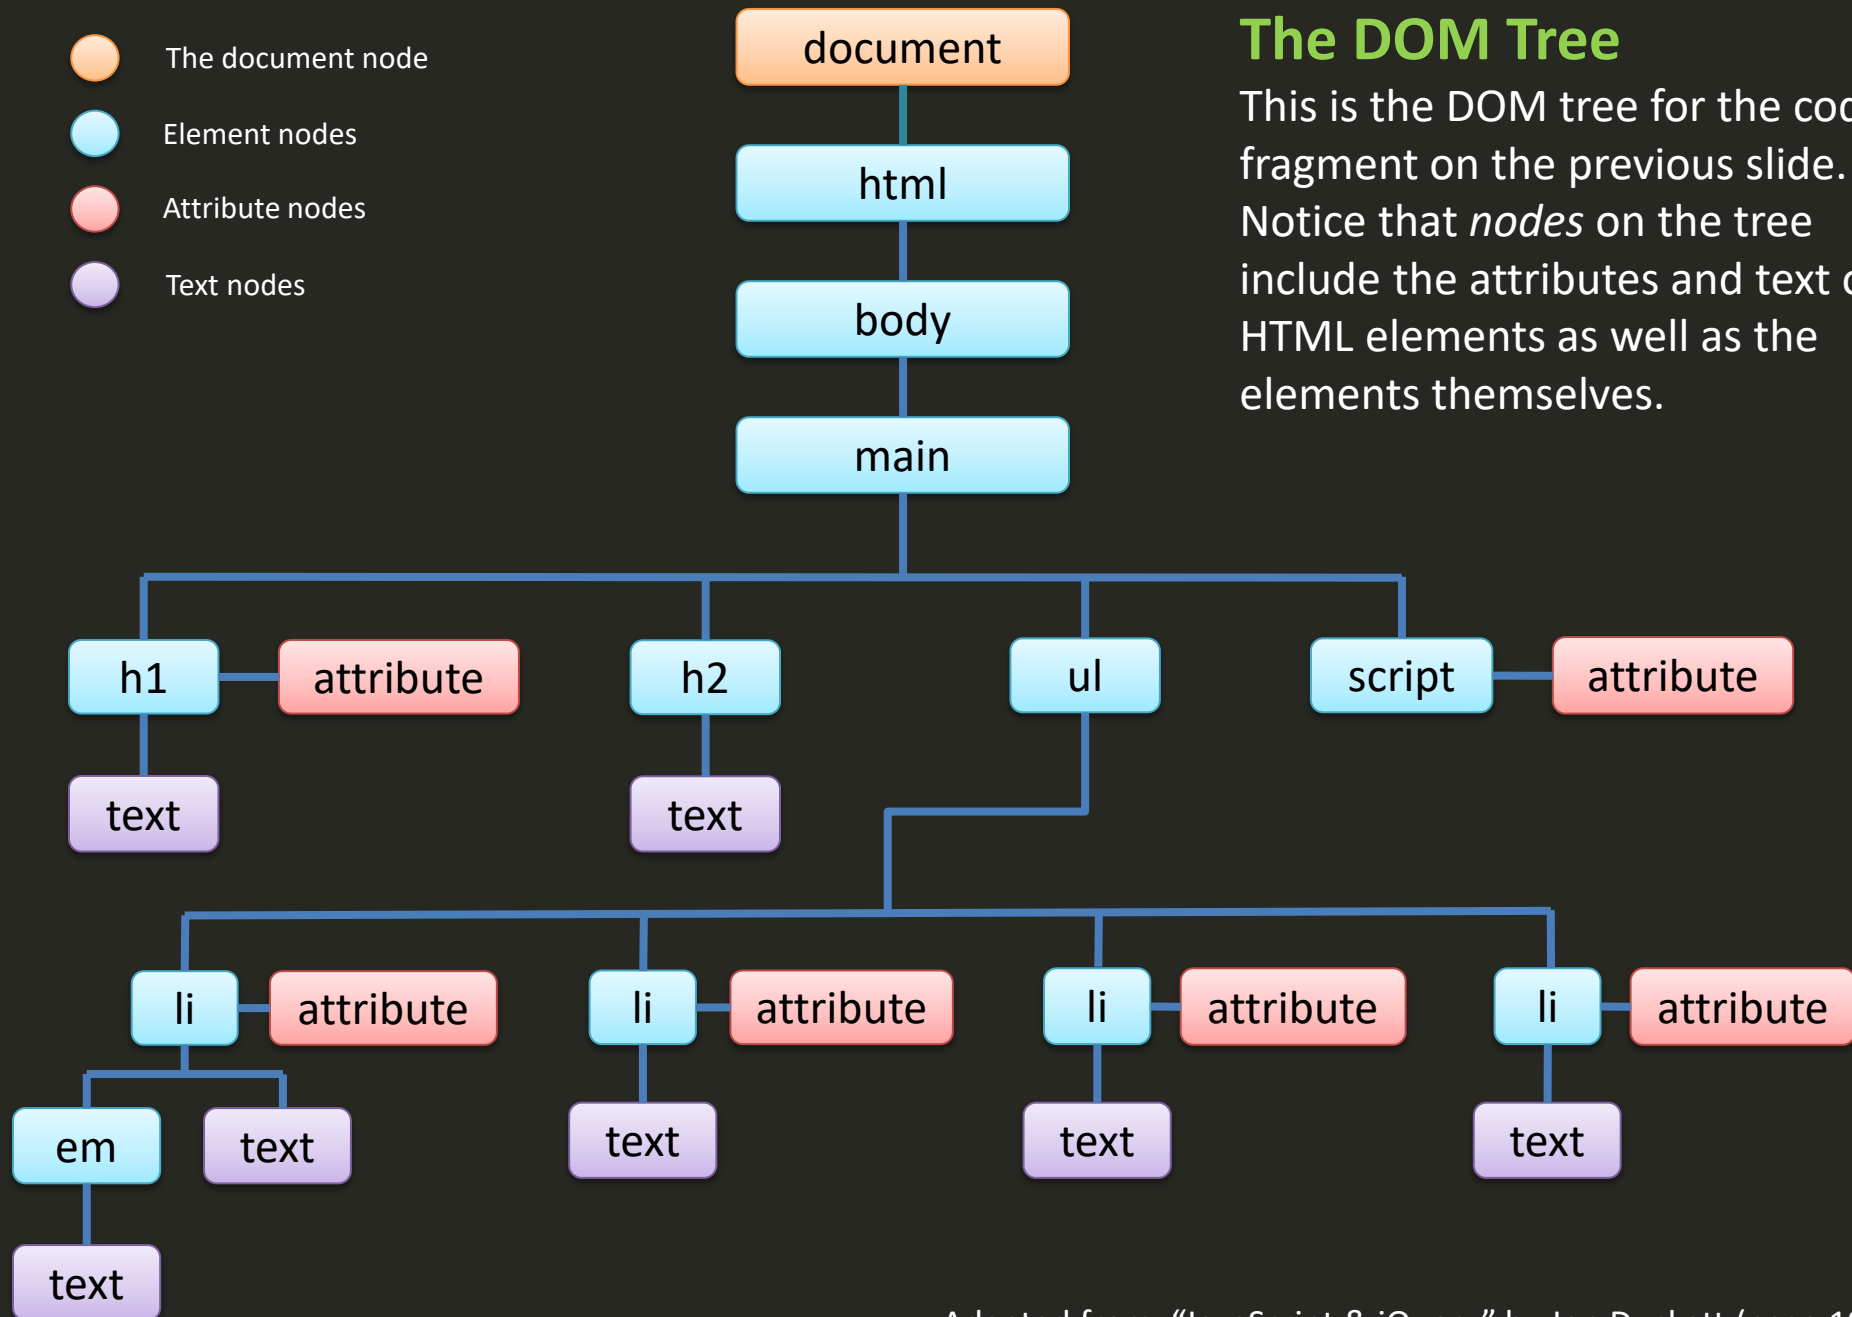 The document node
Element nodes
Attribute nodes
Text nodes
The DOM Tree
This is the DOM tree for the
fragment on the previous slide.
Notice that nodes on the tree
include the attributes and text
HTML elements as well as the
elements themselves.
document
html
body
main
h1 attribute h2 ul script attribute
text text
li attribute li attribute li attribute li attribute
em text text text text
text